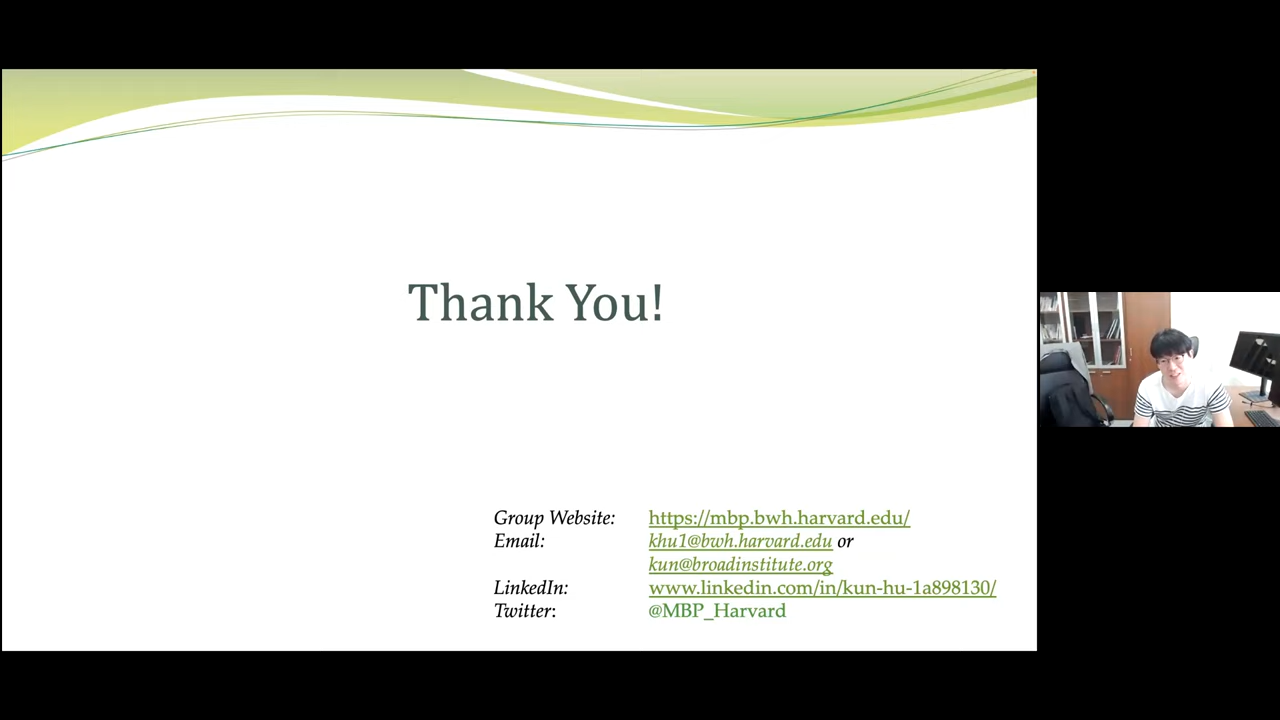 Thank You!
Group Website: https://mbp.bwh.harvard.edu/
Email: khu1@bwh.harvard.edu or
kun@broadinstitute.org
LinkedIn: www.linkedin.com/in/kun-hu-1a898130/
Twitter: @MBP_Harvard